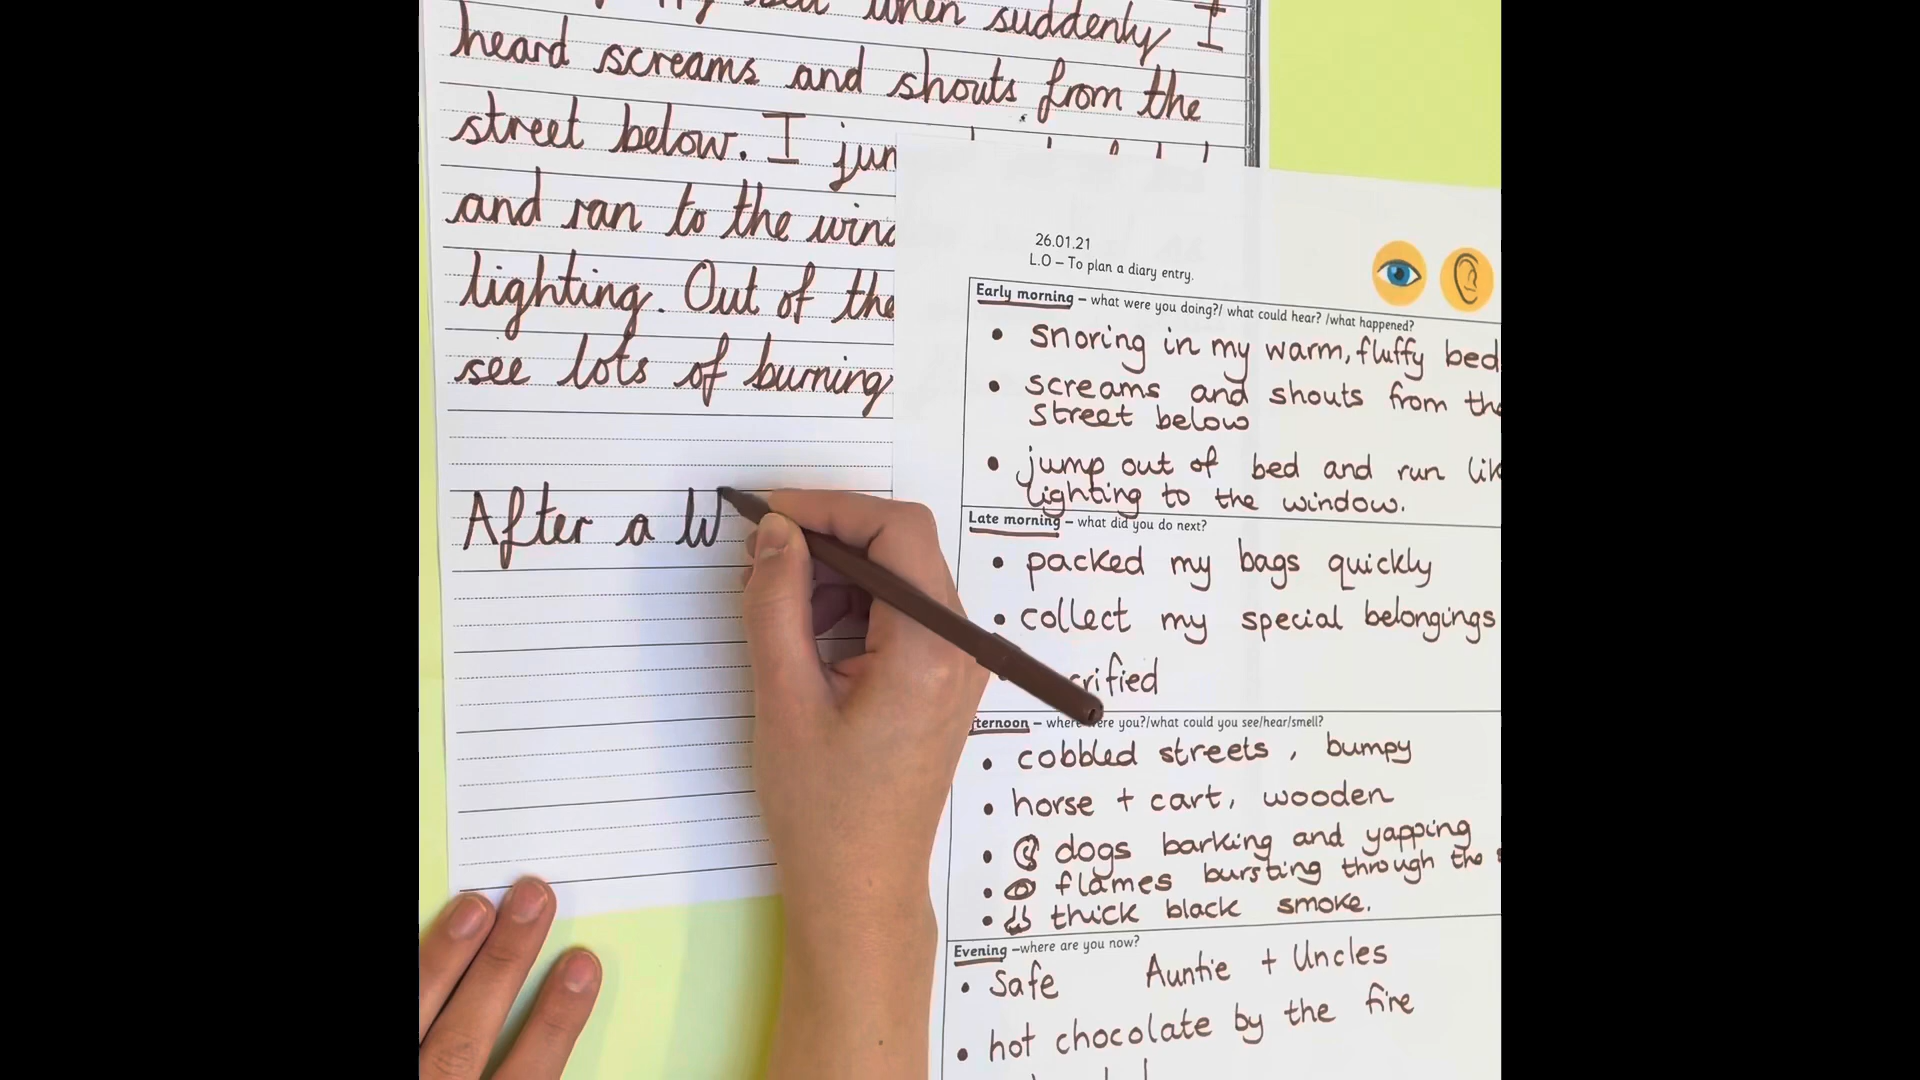 when suddenly I
heard screams and shouts from the
street below. I
and ran to the
lighting. Out of the
see lots of burning
After a w
26.01.21
L.O – To plan a diary entry.
Early morning – what were you doing?/ what could hear? /what happened?
• snoring in my warm, fluffy bed
• screams and shouts from the
street below
• jump out of bed and run
lighting to the window.
Late morning – what did you do next?
• packed my bags quickly
• collect my special belongings
– where were you?/what could you see/hear/smell?
• cobbled streets, bumpy
• horse + cart, wooden
• dogs barking and yapping
• flames bursting through the
• thick black smoke.
Evening –where are you now?
• Safe Auntie + Uncles
• hot chocolate by the fire